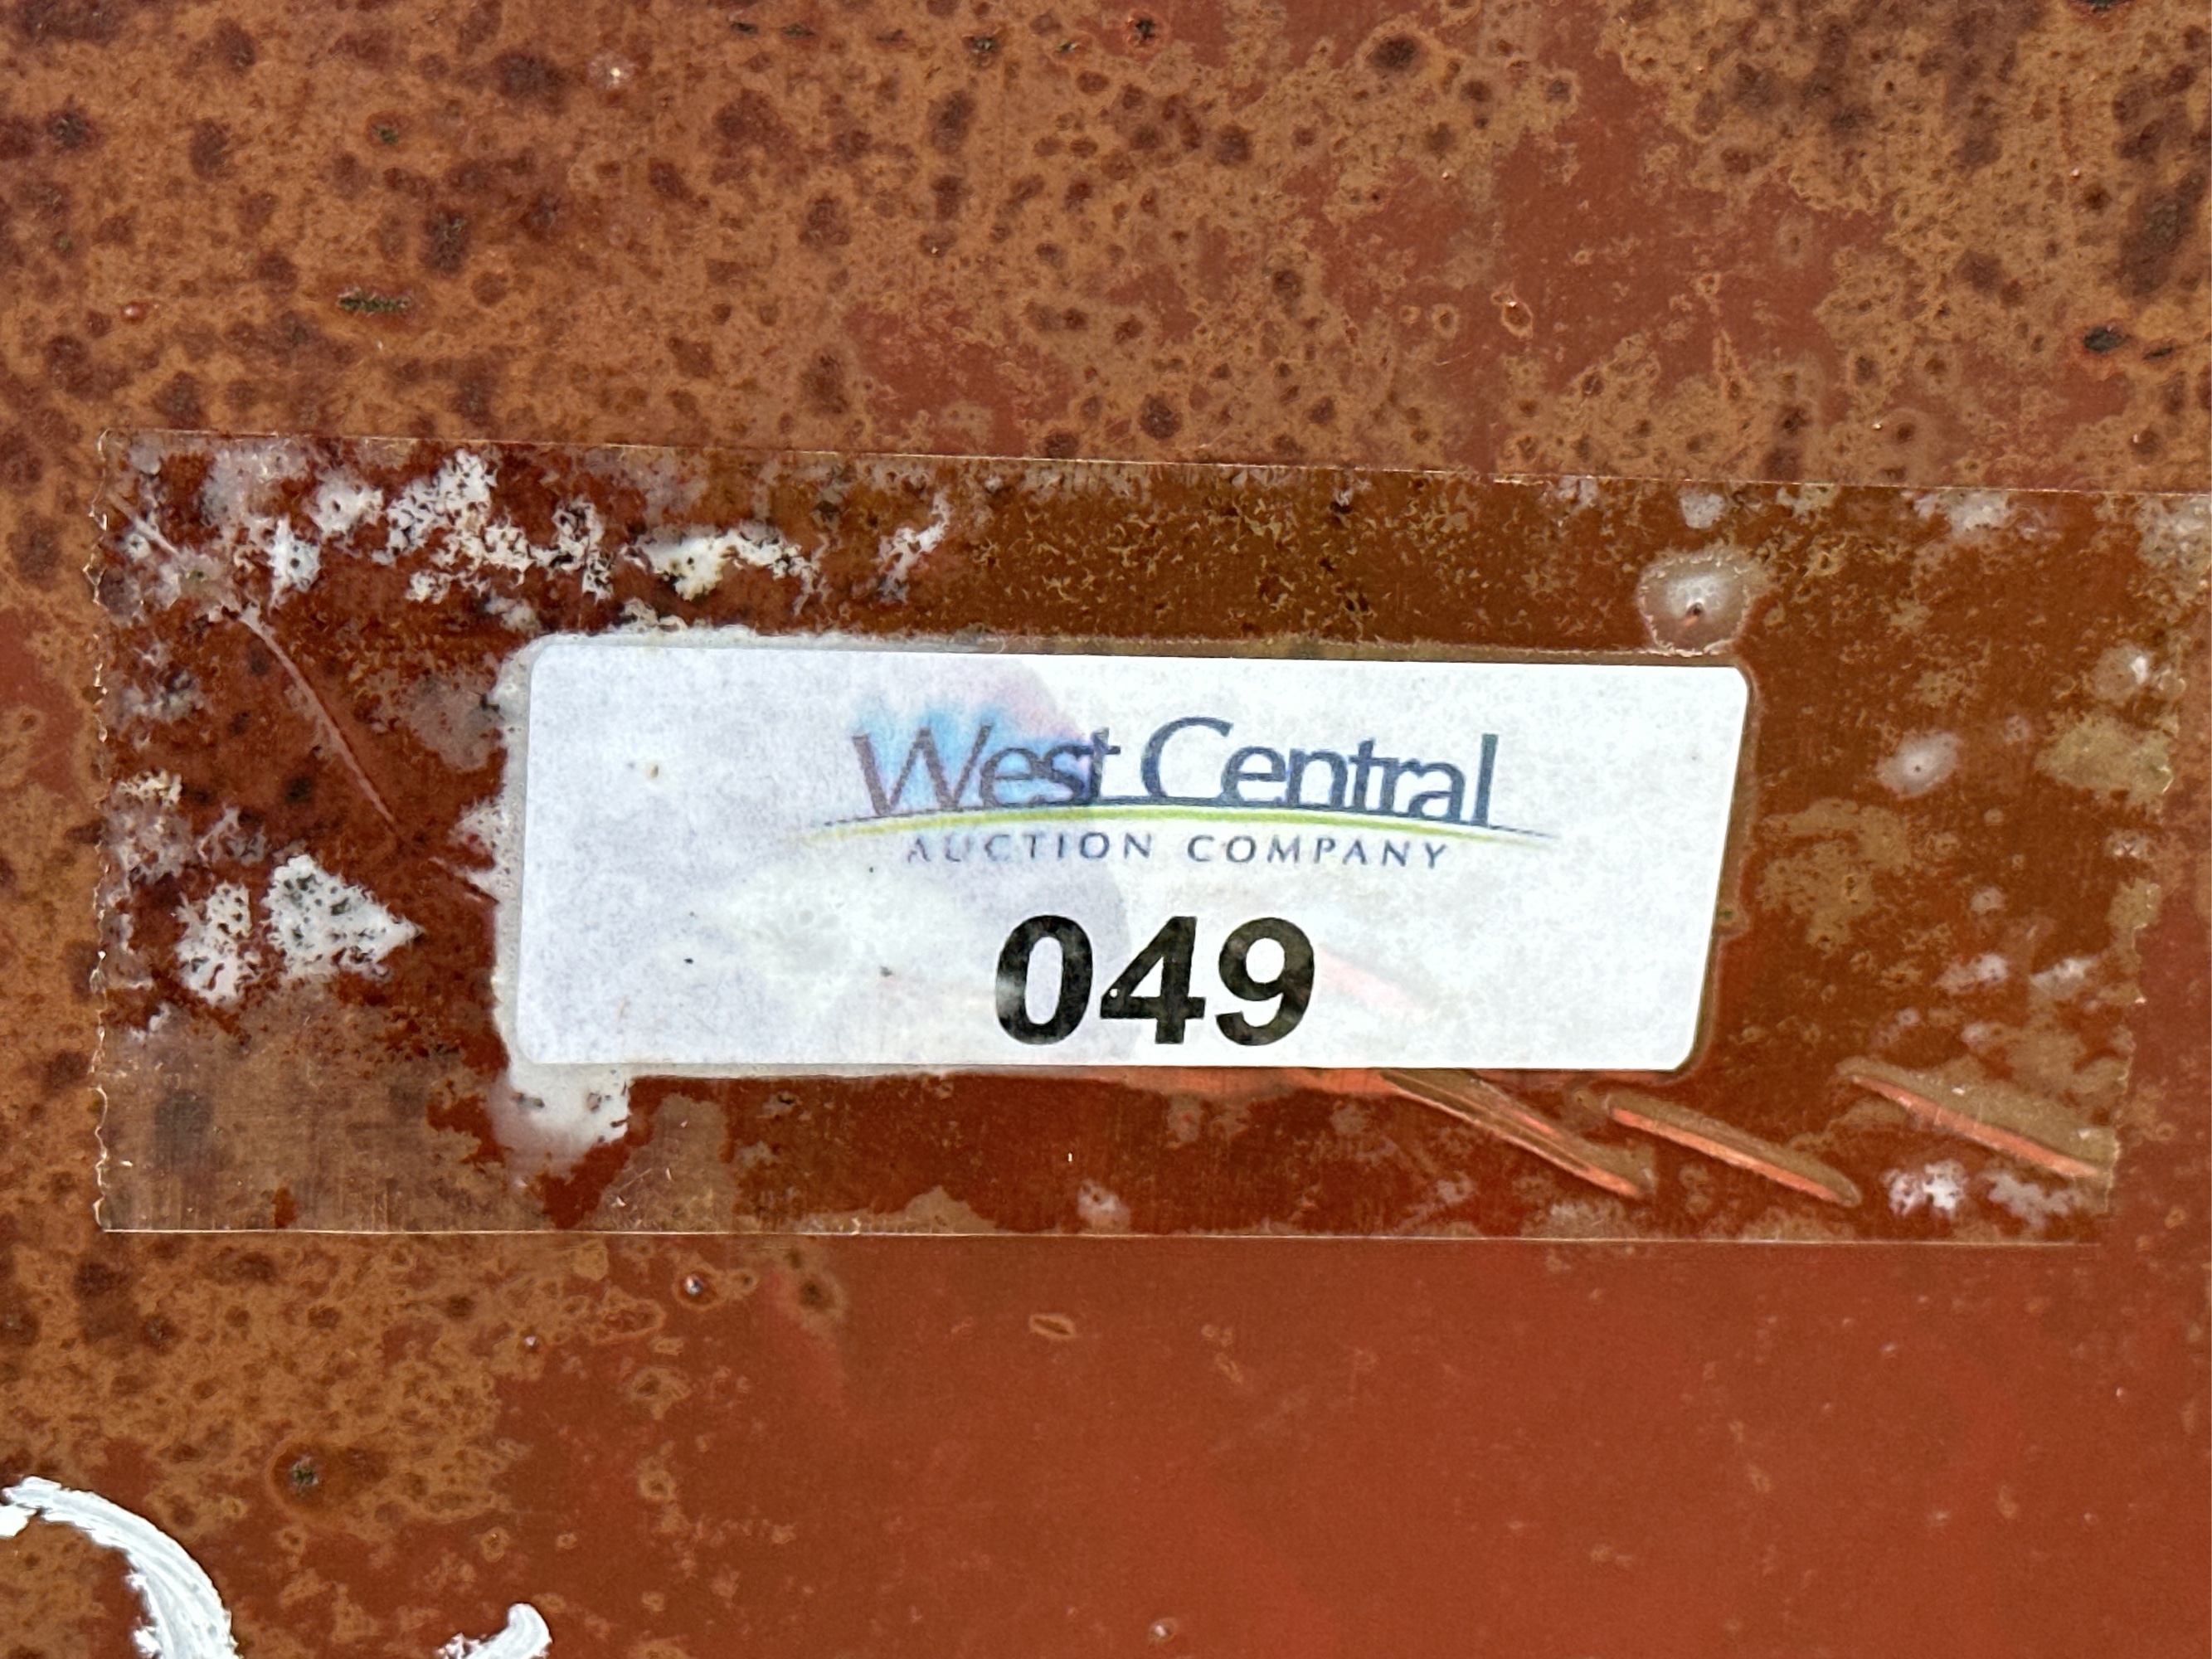 West Central
AUCTION COMPANY
049